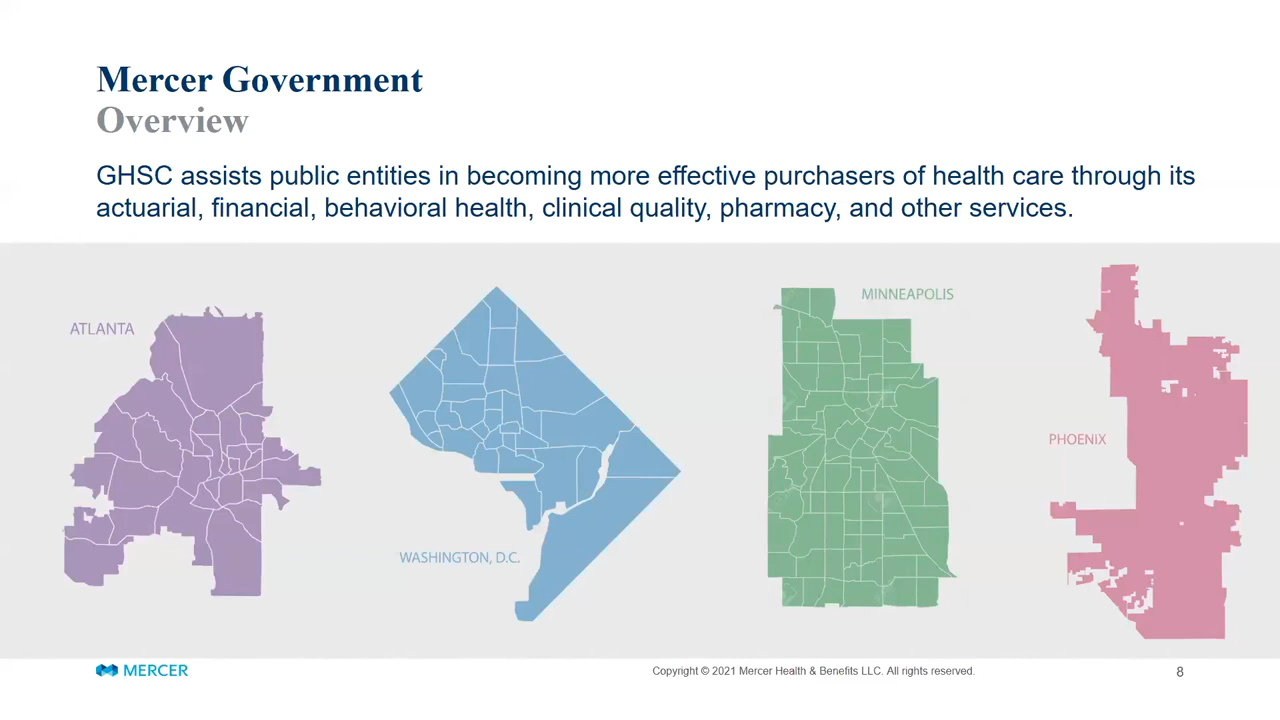 Mercer Government
Overview
GHSC assists public entities in becoming more effective purchasers of health care through its
actuarial, financial, behavioral health, clinical quality, pharmacy, and other services.
ATLANTA
WASHINGTON, D.C.
MINNEAPOLIS
PHOENIX
MERCER
Copyright © 2021 Mercer Health & Benefits LLC. All rights reserved.
8